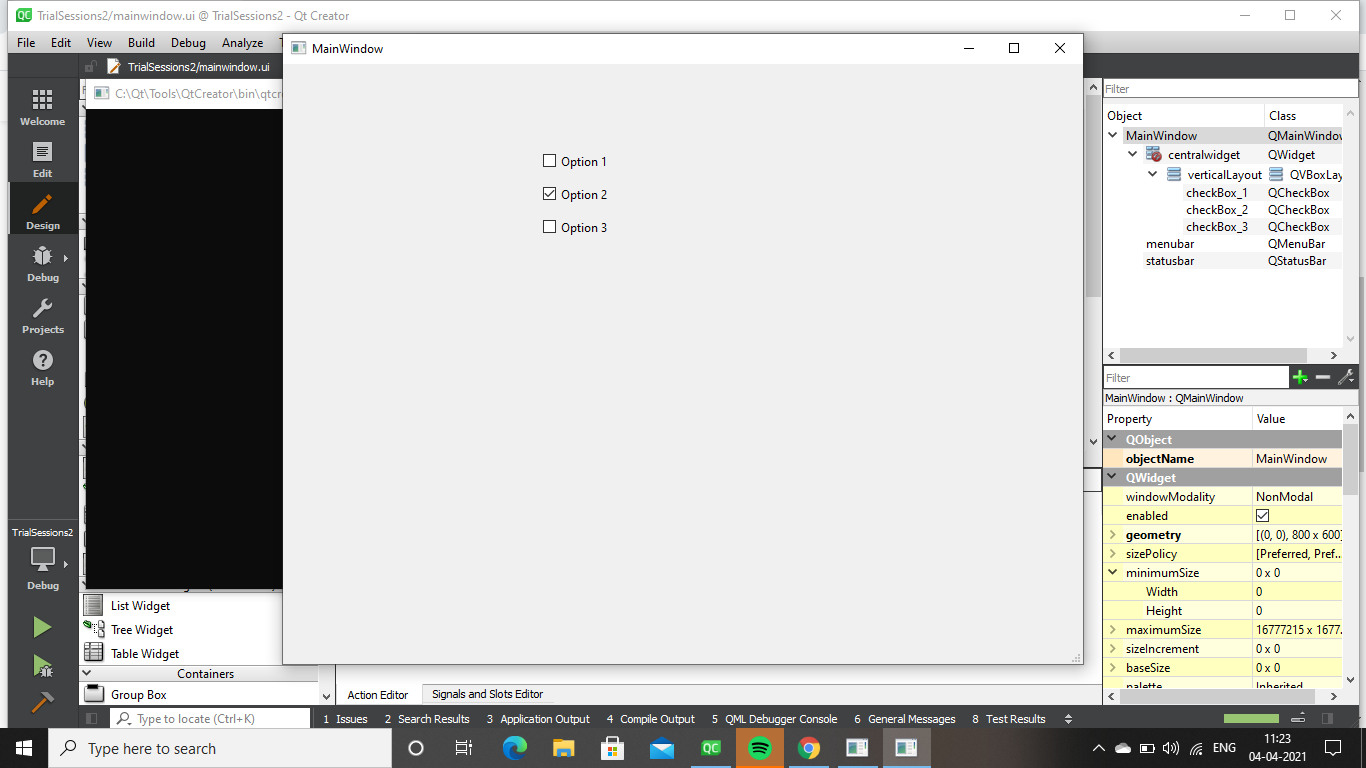 TrialSessions2/mainwindow.ui @ TrialSessions2 - Qt Creator
File Edit View Build Debug Analyze
TrialSessions2/mainwindow.ui
C:\Qt\Tools\QtCreator\bin\qtcr
MainWindow
Option 1
Option 2
Option 3
Welcome
Edit
Design
Debug
Projects
Help
TrialSessions2
Debug
List Widget
Tree Widget
Table Widget
Containers
Group Box
Action Editor Signals and Slots Editor
Filter
Object Class
MainWindow QMainWindow
centralwidget QWidget
verticalLayout QVBoxLay
checkBox_1 QCheckBox
checkBox_2 QCheckBox
checkBox_3 QCheckBox
menubar QMenuBar
statusbar QStatusBar
Filter
MainWindow : QMainWindow
Property Value
QObject
objectName MainWindow
QWidget
windowModality NonModal
enabled
geometry [(0, 0), 800 x 600]
sizePolicy [Preferred, Pref...
minimumSize 0 x 0
Width 0
Height 0
maximumSize 16777215 x 1677...
sizeIncrement 0 x 0
baseSize 0 x 0
palette Inherited
Type to locate (Ctrl+K) 1 Issues 2 Search Results 3 Application Output 4 Compile Output 5 QML Debugger Console 6 General Messages 8 Test Results
Type here to search
QC
ENG
11:23
04-04-2021